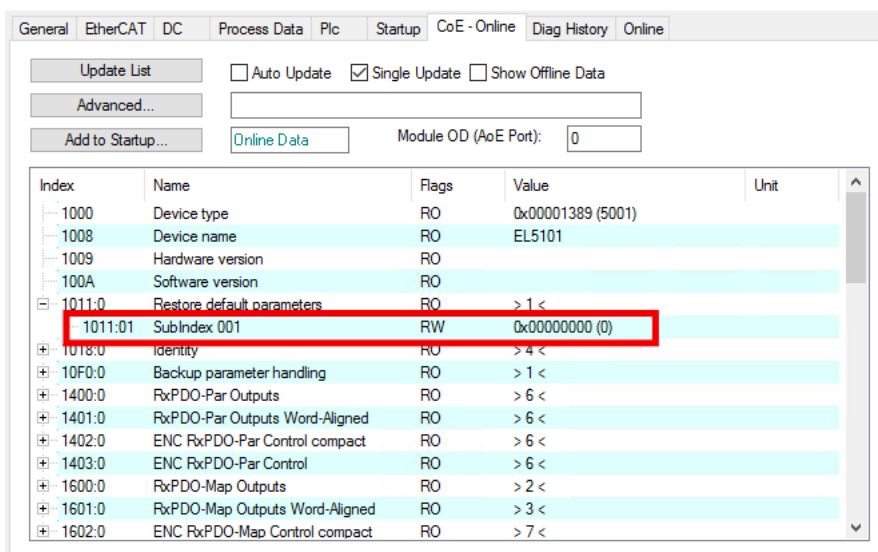 General EtherCAT DC Process Data Plc Startup CoE - Online Diag History Online
Update List Auto Update Single Update Show Offline Data
Advanced...
Add to Startup... Online Data Module OD (AoE Port): 0
Index Name Flags Value Unit
1000 Device type RO 0x00001389 (5001)
1008 Device name RO EL5101
1009 Hardware version RO
100A Software version RO
1011:0 Restore default parameters RO > 1 <
1011:01 SubIndex 001 RW 0x00000000 (0)
1018:0 Identity RO > 4 <
10F0:0 Backup parameter handling RO > 1 <
1400:0 RxPDO-Par Outputs RO > 6 <
1401:0 RxPDO-Par Outputs Word-Aligned RO > 6 <
1402:0 ENC RxPDO-Par Control compact RO > 6 <
1403:0 ENC RxPDO-Par Control RO > 6 <
1600:0 RxPDO-Map Outputs RO > 2 <
1601:0 RxPDO-Map Outputs Word-Aligned RO > 3 <
1602:0 ENC RxPDO-Map Control compact RO > 7 <